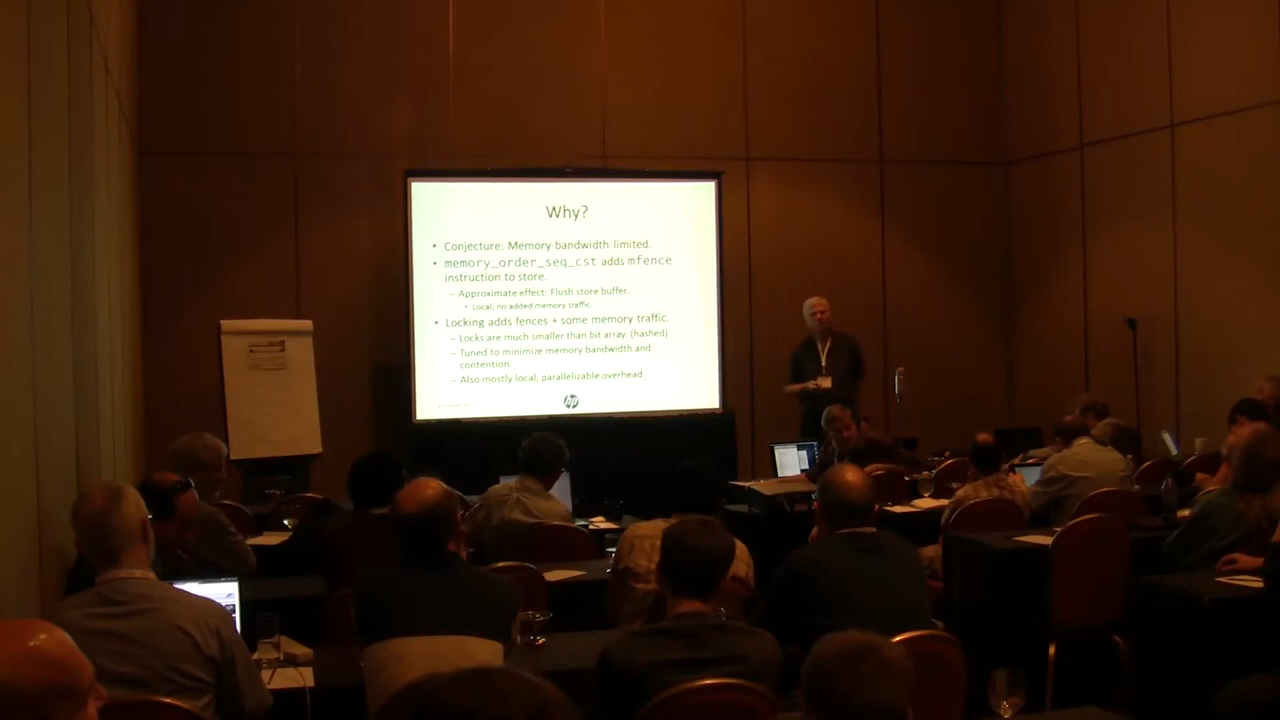 Why?
• Conjecture: Memory-bandwidth limited.
• memory_order_seq_cst adds mfence
instruction to store.
– Approximate effect: Flush store buffer.
• Local, no added memory traffic.
• Locking adds fences + some memory traffic.
– Locks are much smaller than bit array. (hashed)
– Tuned to minimize memory bandwidth and
contention.
– Also mostly local, parallelizable overhead.
hp